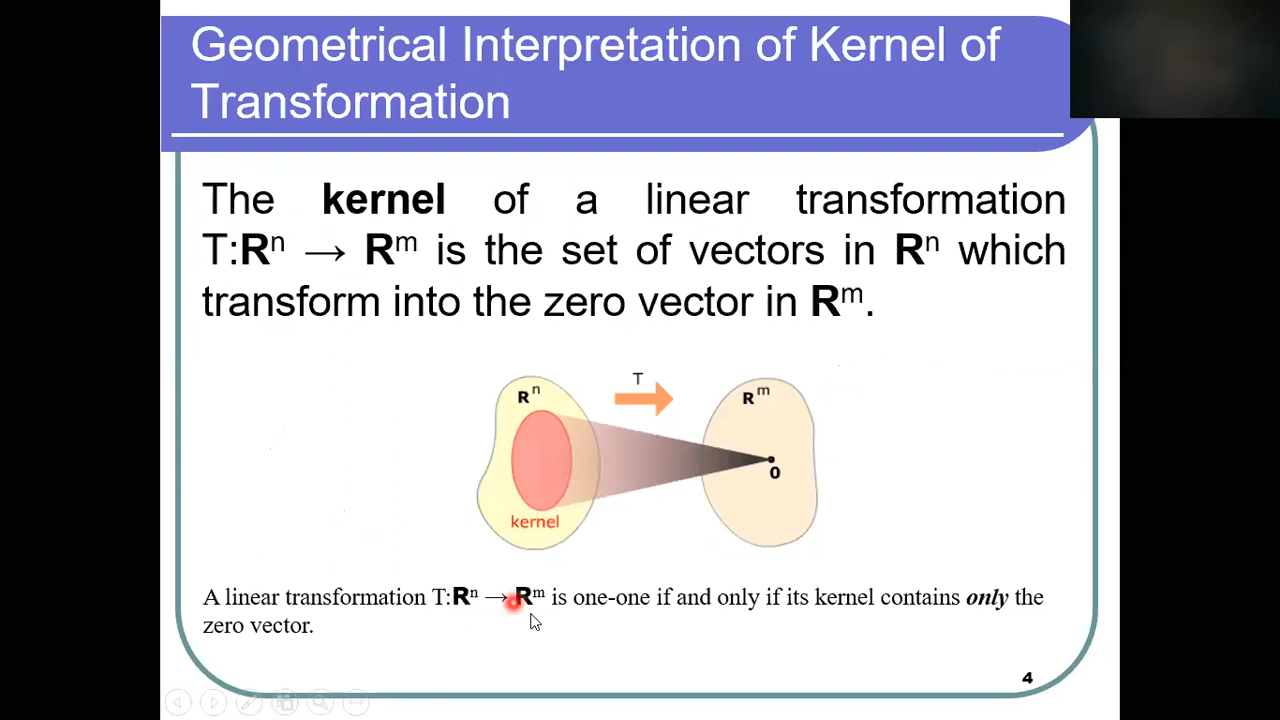 Geometrical Interpretation of Kernel of
Transformation
The kernel of a linear transformation
T:Rⁿ → Rᵐ is the set of vectors in Rⁿ which
transform into the zero vector in Rᵐ.
T
Rⁿ
Rᵐ
0
kernel
A linear transformation T:Rⁿ → Rᵐ is one-one if and only if its kernel contains only the
zero vector.
4